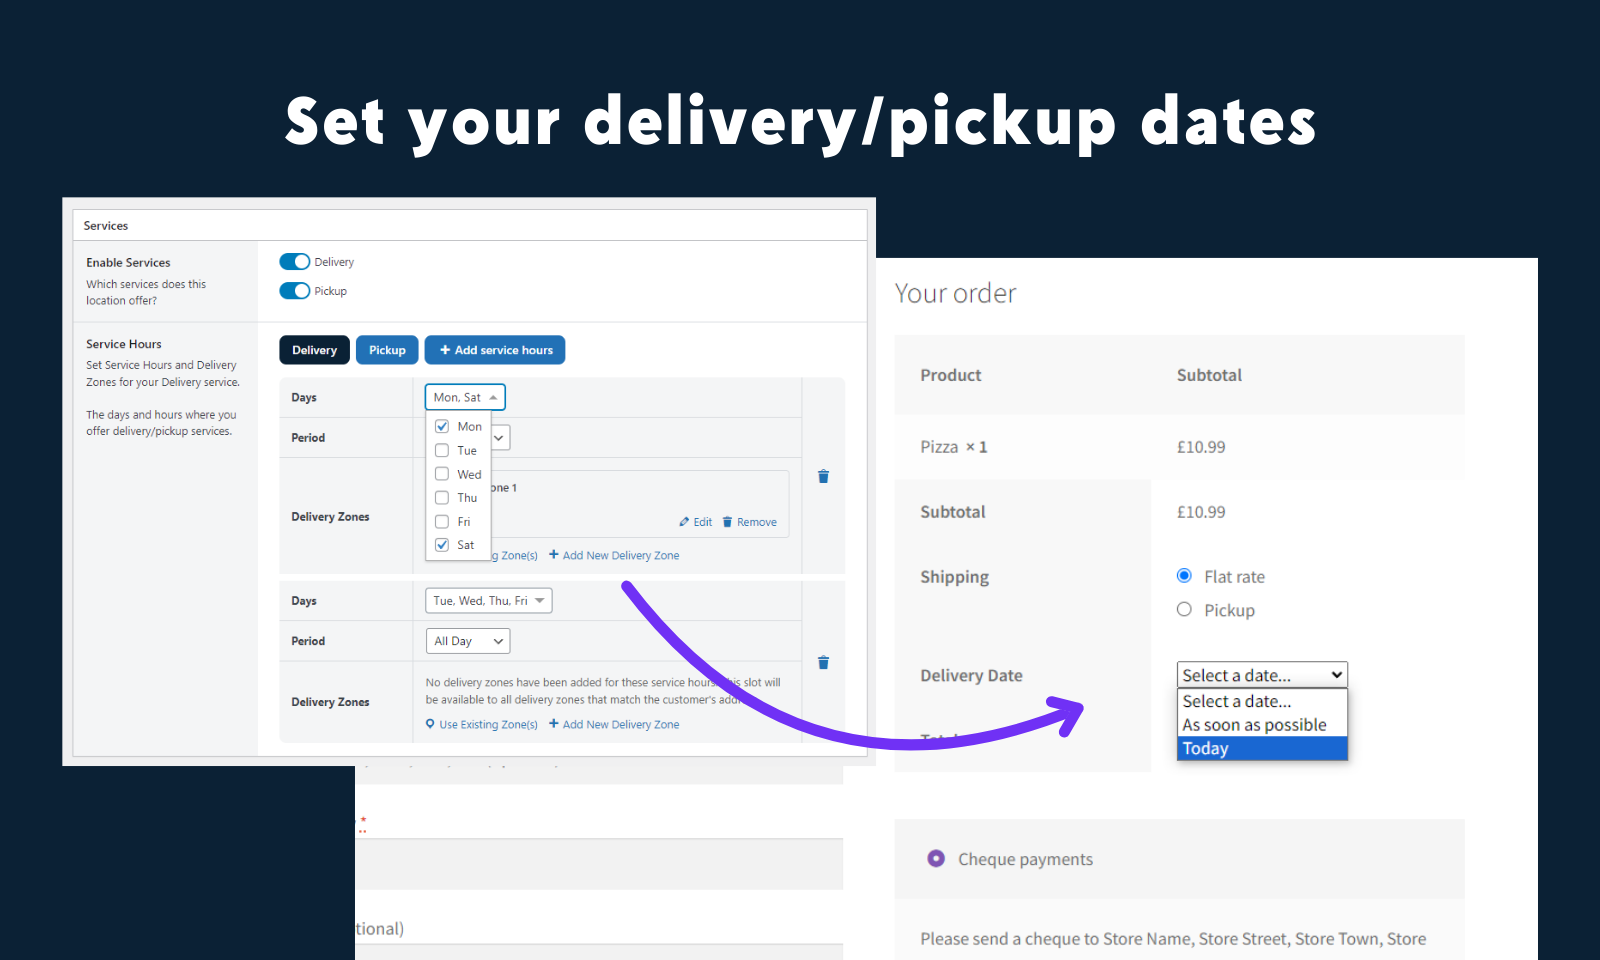 Set your delivery/pickup dates
Services
Enable Services
Which services does this
location offer?
Delivery
Pickup
Service Hours
Set Service Hours and Delivery
Zones for your Delivery service.
The days and hours where you
offer delivery/pickup services.
Delivery
Pickup
+ Add service hours
Days
Mon, Sat
Mon
Tue
Wed
Thu
Fri
Sat
Period
Delivery Zones
one 1
Edit
Remove
g Zone(s)
+ Add New Delivery Zone
Days
Tue, Wed, Thu, Fri
Period
All Day
Delivery Zones
No delivery zones have been added for these service hours. This slot will
be available to all delivery zones that match the customer's
Use Existing Zone(s)
+ Add New Delivery Zone
*
tional)
Your order
Product
Subtotal
Pizza × 1
£10.99
Subtotal
£10.99
Shipping
Flat rate
Pickup
Delivery Date
Select a date...
Select a date...
As soon as possible
Today
Cheque payments
Please send a cheque to Store Name, Store Street, Store Town, Store